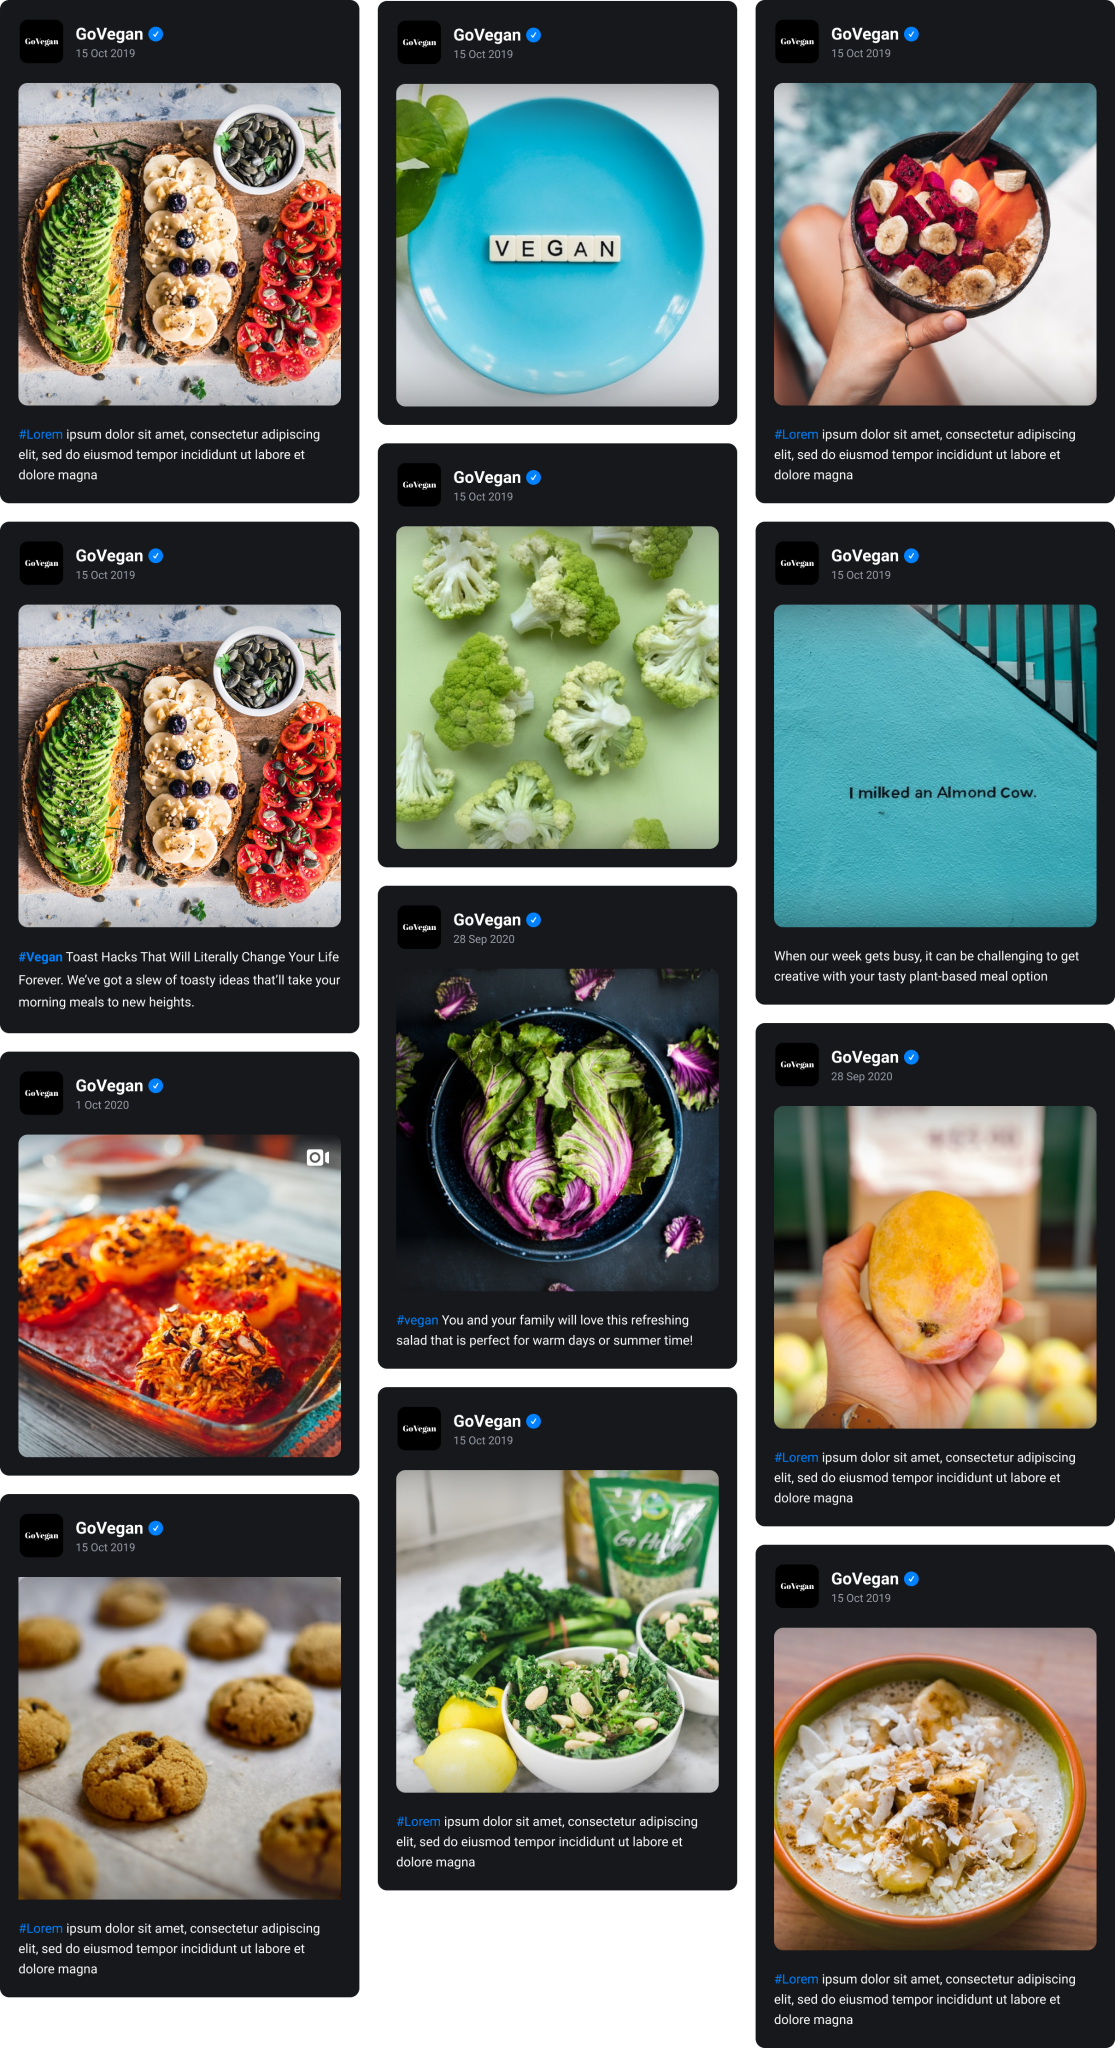 GoVegan
GoVegan
15 Oct 2019
#Lorem ipsum dolor sit amet, consectetur adipiscing
elit, sed do eiusmod tempor incididunt ut labore et
dolore magna
GoVegan
GoVegan
15 Oct 2019
#Vegan Toast Hacks That Will Literally Change Your Life
Forever. We've got a slew of toasty ideas that'll take your
morning meals to new heights.
GoVegan
GoVegan
1 Oct 2020
GoVegan
GoVegan
15 Oct 2019
#Lorem ipsum dolor sit amet, consectetur adipiscing
elit, sed do eiusmod tempor incididunt ut labore et
dolore magna
GoVegan
GoVegan
15 Oct 2019
VEGAN
GoVegan
GoVegan
15 Oct 2019
GoVegan
GoVegan
28 Sep 2020
#vegan You and your family will love this refreshing
salad that is perfect for warm days or summer time!
GoVegan
GoVegan
15 Oct 2019
#Lorem ipsum dolor sit amet, consectetur adipiscing
elit, sed do eiusmod tempor incididunt ut labore et
dolore magna
GoVegan
GoVegan
15 Oct 2019
#Lorem ipsum dolor sit amet, consectetur adipiscing
elit, sed do eiusmod tempor incididunt ut labore et
dolore magna
GoVegan
GoVegan
15 Oct 2019
I milked an Almond Cow.
When our week gets busy, it can be challenging to get
creative with your tasty plant-based meal option
GoVegan
GoVegan
28 Sep 2020
#Lorem ipsum dolor sit amet, consectetur adipiscing
elit, sed do eiusmod tempor incididunt ut labore et
dolore magna
GoVegan
GoVegan
15 Oct 2019
#Lorem ipsum dolor sit amet, consectetur adipiscing
elit, sed do eiusmod tempor incididunt ut labore et
dolore magna